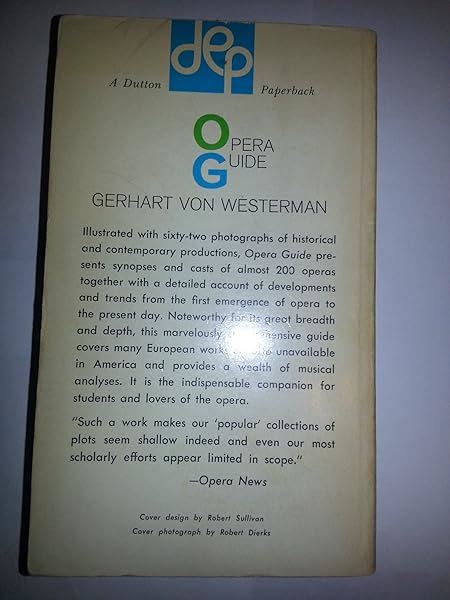 dep
A Dutton Paperback
OPERA
GUIDE
GERHART VON WESTERMAN
Illustrated with sixty-two photographs of historical
and contemporary productions, Opera Guide pre-
sents synopses and casts of almost 200 operas
together with a detailed account of developments
and trends from the first emergence of opera to
the present day. Noteworthy for its great breadth
and depth, this marvelously guide
covers many European unavailable
in America and provides a wealth of musical
analyses. It is the indispensable companion for
students and lovers of the opera.
"Such a work makes our 'popular' collections of
plots seem shallow indeed and even our most
scholarly efforts appear limited in scope."
—Opera News
Cover design by Robert Sullivan
Cover photograph by Robert Dierks